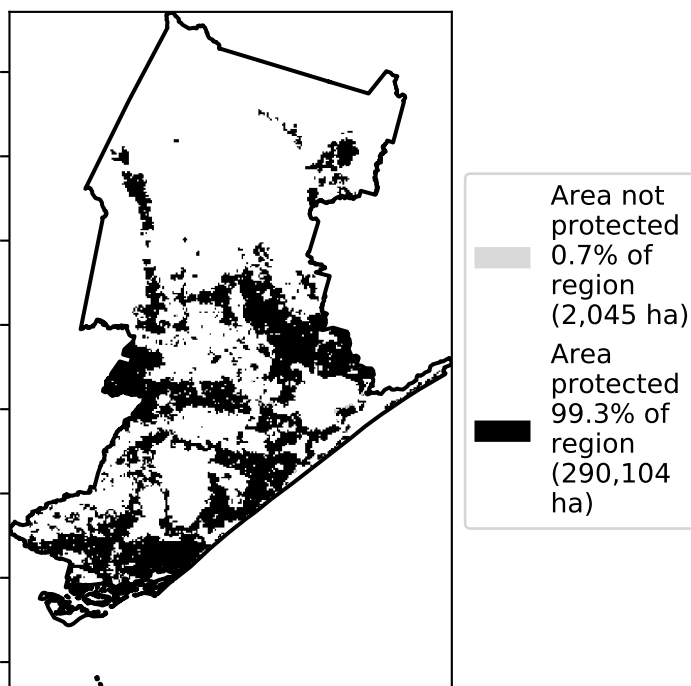 Area not
protected
0.7% of
region
(2,045 ha)
Area
protected
99.3% of
region
(290,104
ha)